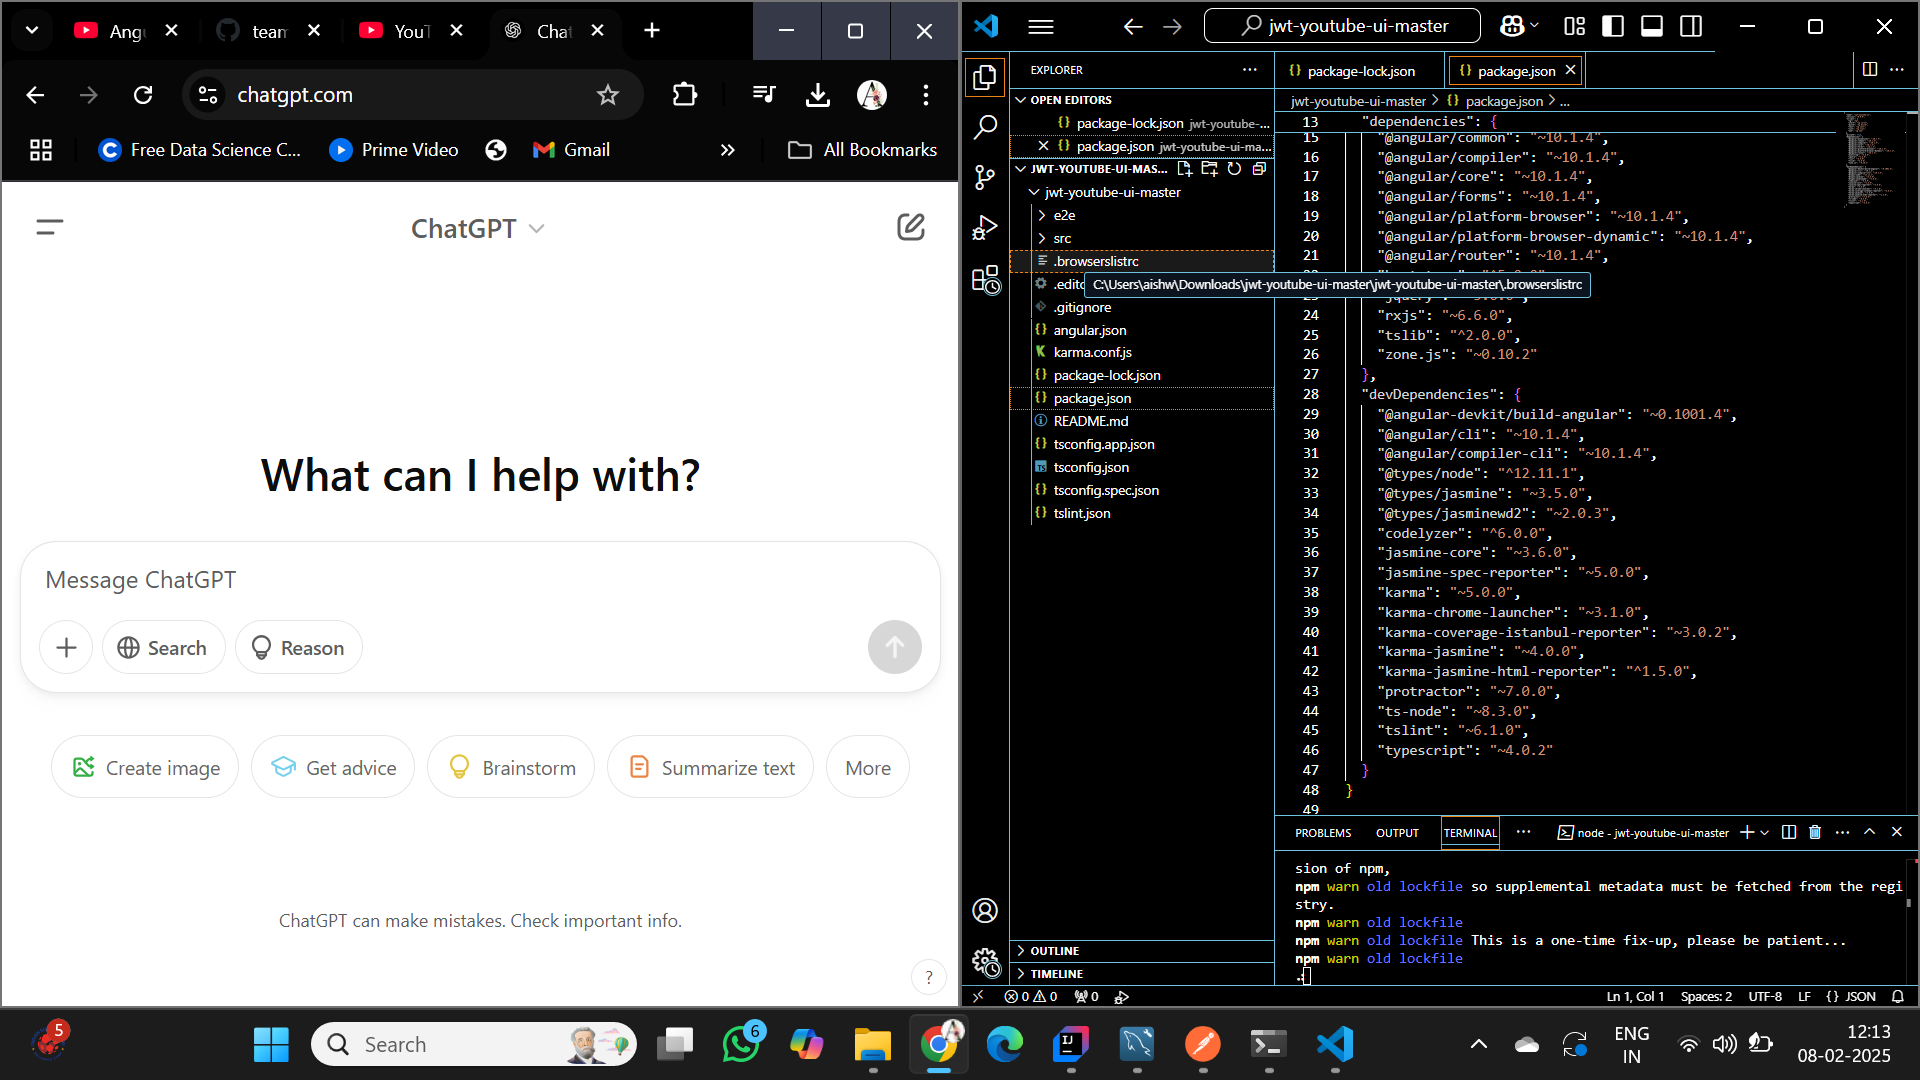 Ang
team
YouT
Chat
chatgpt.com
Free Data Science C...
Prime Video
Gmail
»
All Bookmarks
ChatGPT
What can I help with?
Message ChatGPT
Search
Reason
Create image
Get advice
Brainstorm
Summarize text
More
ChatGPT can make mistakes. Check important info.
?
jwt-youtube-ui-master
EXPLORER
OPEN EDITORS
package-lock.json jwt-youtube-...
package.json jwt-youtube-ui-ma...
JWT-YOUTUBE-UI-MAS...
jwt-youtube-ui-master
e2e
src
.browserslistrc
.edito
C:\Users\aishw\Downloads\jwt-youtube-ui-master\jwt-youtube-ui-master\.browserslistrc
.gitignore
angular.json
karma.conf.js
package-lock.json
package.json
README.md
tsconfig.app.json
tsconfig.json
tsconfig.spec.json
tslint.json
OUTLINE
TIMELINE
package-lock.json
package.json
jwt-youtube-ui-master > {} package.json > ...
13 "dependencies": {
15 "@angular/common": "~10.1.4",
16 "@angular/compiler": "~10.1.4",
17 "@angular/core": "~10.1.4",
18 "@angular/forms": "~10.1.4",
19 "@angular/platform-browser": "~10.1.4",
20 "@angular/platform-browser-dynamic": "~10.1.4",
21 "@angular/router": "~10.1.4",
24 "rxjs": "~6.6.0",
25 "tslib": "^2.0.0",
26 "zone.js": "~0.10.2"
27 },
28 "devDependencies": {
29 "@angular-devkit/build-angular": "~0.1001.4",
30 "@angular/cli": "~10.1.4",
31 "@angular/compiler-cli": "~10.1.4",
32 "@types/node": "^12.11.1",
33 "@types/jasmine": "~3.5.0",
34 "@types/jasminewd2": "~2.0.3",
35 "codelyzer": "^6.0.0",
36 "jasmine-core": "~3.6.0",
37 "jasmine-spec-reporter": "~5.0.0",
38 "karma": "~5.0.0",
39 "karma-chrome-launcher": "~3.1.0",
40 "karma-coverage-istanbul-reporter": "~3.0.2",
41 "karma-jasmine": "~4.0.0",
42 "karma-jasmine-html-reporter": "^1.5.0",
43 "protractor": "~7.0.0",
44 "ts-node": "~8.3.0",
45 "tslint": "~6.1.0",
46 "typescript": "~4.0.2"
47 }
48 }
49
PROBLEMS OUTPUT TERMINAL ... node - jwt-youtube-ui-master
sion of npm,
npm warn old lockfile so supplemental metadata must be fetched from the regi
stry.
npm warn old lockfile
npm warn old lockfile This is a one-time fix-up, please be patient...
npm warn old lockfile
0 0 0 Ln 1, Col 1 Spaces: 2 UTF-8 LF {} JSON
5
Search
6
ENG
IN
12:13
08-02-2025